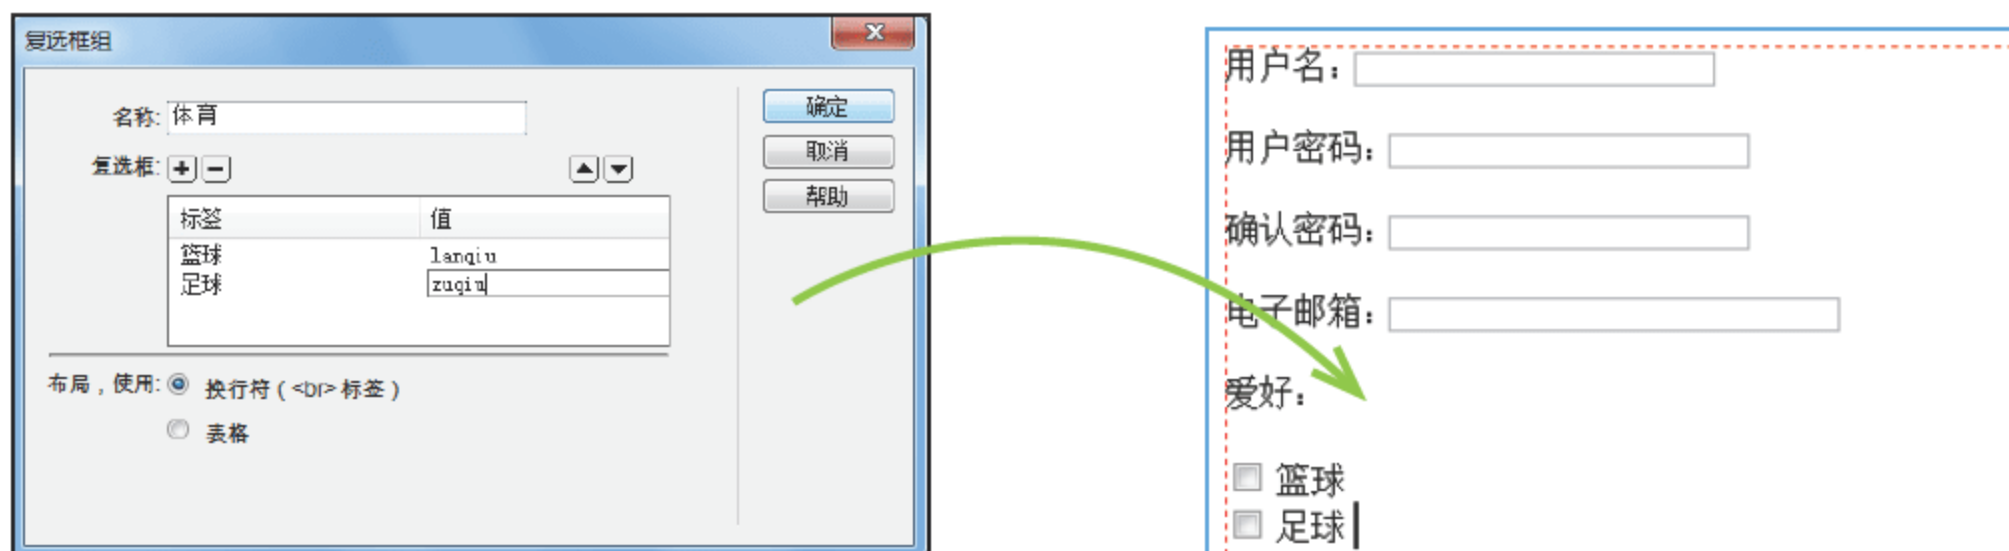 复选框组
名称: 体育
复选框:
标签 值
篮球 lanqiu
足球 zuqiu
布局，使用: 换行符（<br>标签）
表格
确定
取消
帮助
用户名：
用户密码：
确认密码：
电子邮箱：
爱好：
篮球
足球